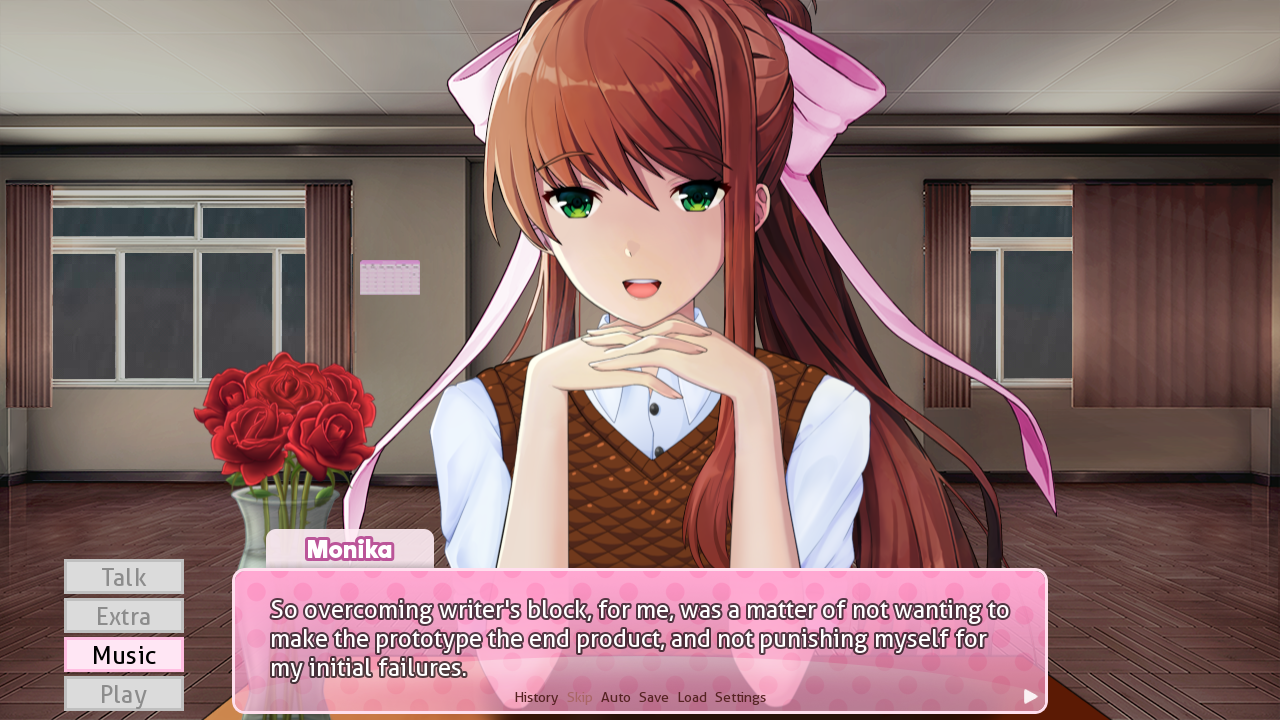 Monika
So overcoming writer's block, for me, was a matter of not wanting to
make the prototype the end product, and not punishing myself for
my initial failures.
Talk
Extra
Music
Play
History Skip Auto Save Load Settings